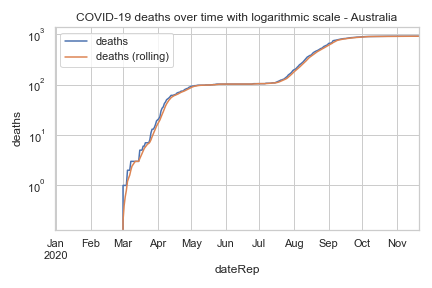 COVID-19 deaths over time with logarithmic scale - Australia
deaths
deaths (rolling)
10³
10²
10¹
10⁰
deaths
Jan Feb Mar Apr May Jun Jul Aug Sep Oct Nov
2020
dateRep